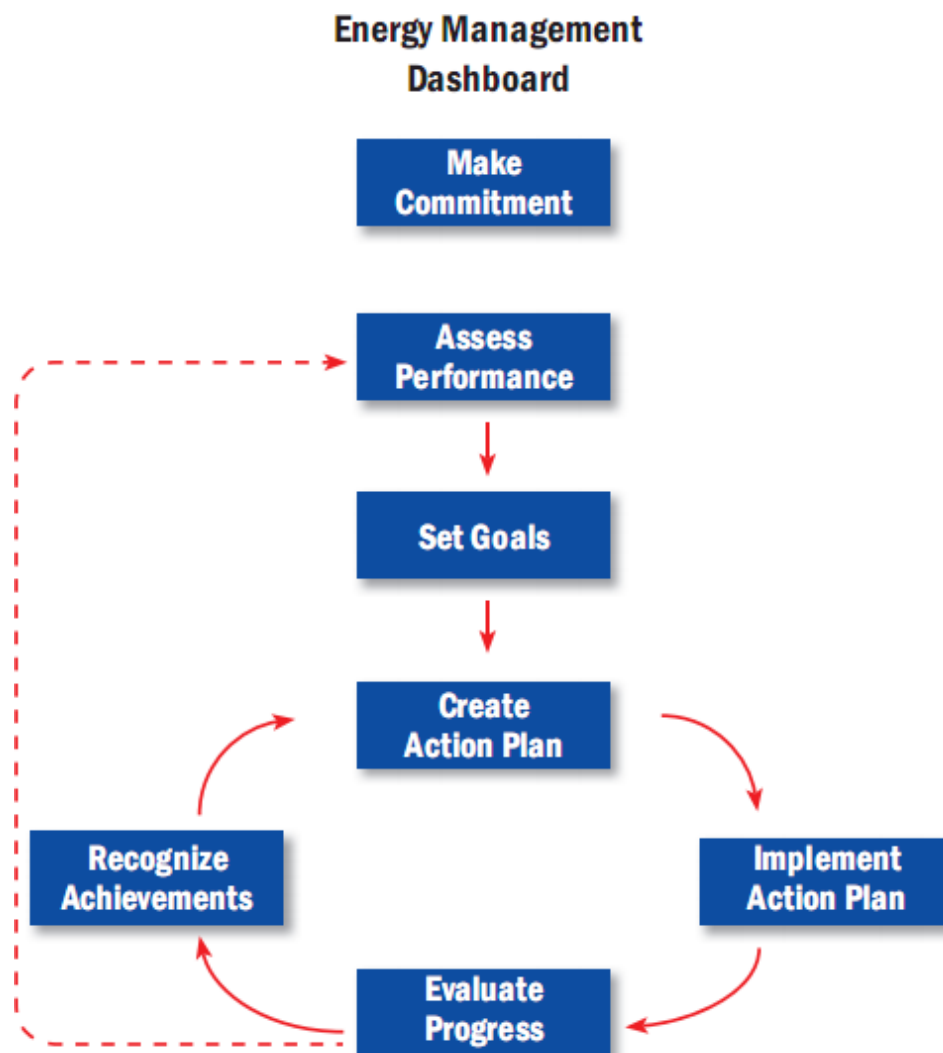 Energy Management
Dashboard
Make
Commitment
Assess
Performance
Set Goals
Create
Action Plan
Recognize
Achievements
Implement
Action Plan
Evaluate
Progress